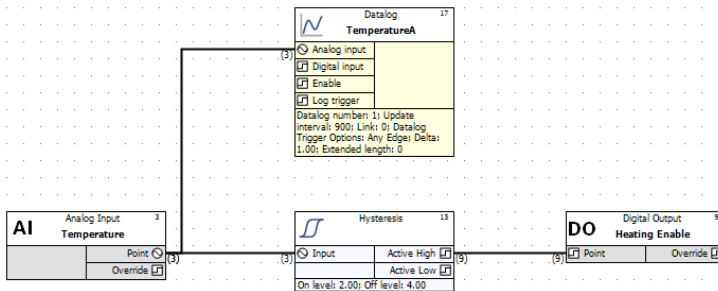 Datalog 17
TemperatureA
(3) Analog input
Digital input
Enable
Log trigger
Datalog number: 1; Update
interval: 900; Link: 0; Datalog
Trigger Options: Any Edge; Delta:
1.00; Extended length: 0
AI Analog Input 3
Temperature
Point (3)
Override
Hysteresis 15
(3) Input Active High (9)
Active Low
On level: 2.00; Off level: 4.00
DO Digital Output 9
Heating Enable
(9) Point Override